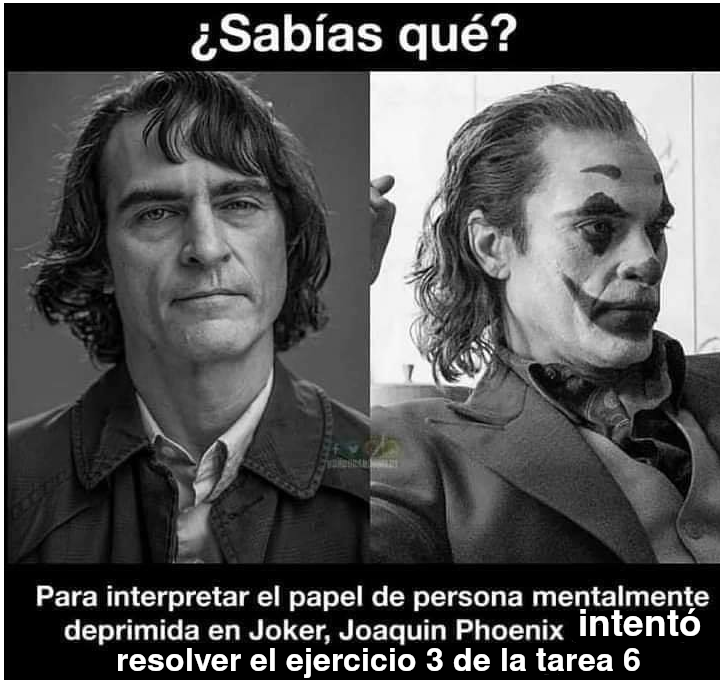 ¿Sabías qué?
Para interpretar el papel de persona mentalmente
deprimida en Joker, Joaquin Phoenix intentó
resolver el ejercicio 3 de la tarea 6